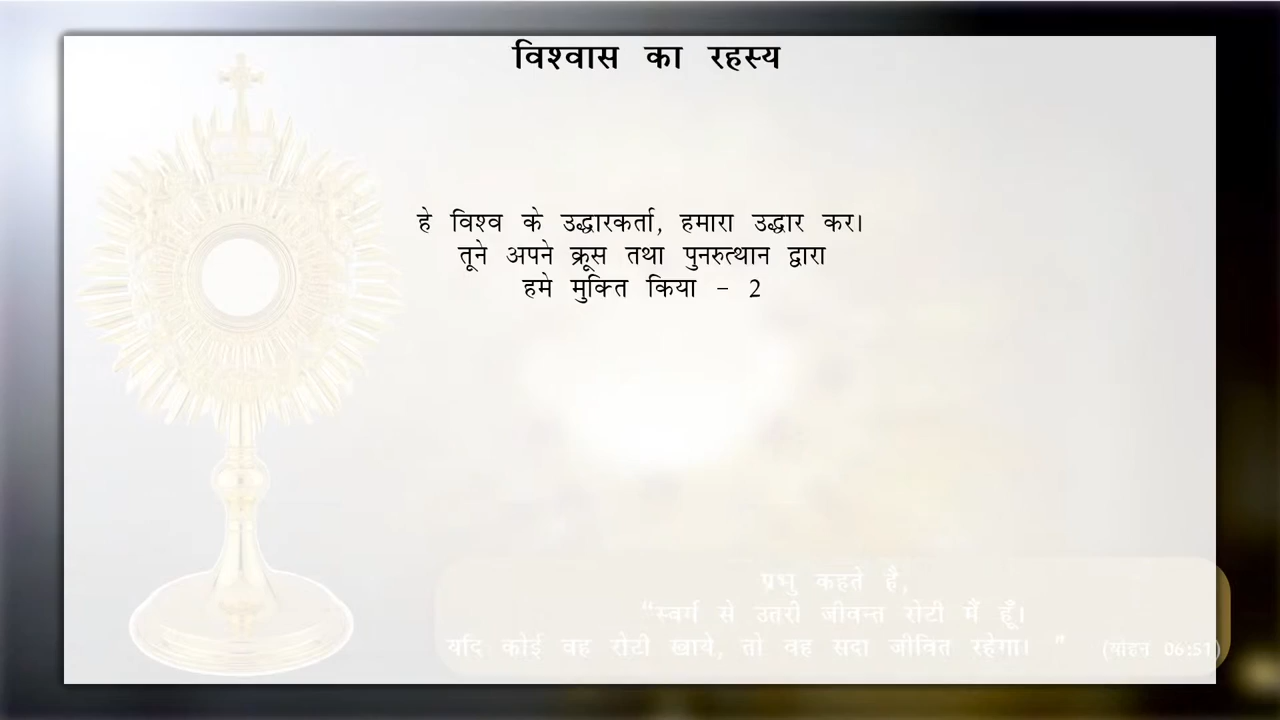 विश्वास का रहस्य
हे विश्व के उद्धारकर्ता, हमारा उद्धार कर।
तूने अपने क्रूस तथा पुनरुत्थान द्वारा
हमे मुक्ति किया - 2
प्रभु कहते है,
"स्वर्ग से उतरी जीवन्त रोटी मैं हूँ।
यदि कोई वह रोटी खाये, तो वह सदा जीवित रहेगा। " (योहन 06:51)